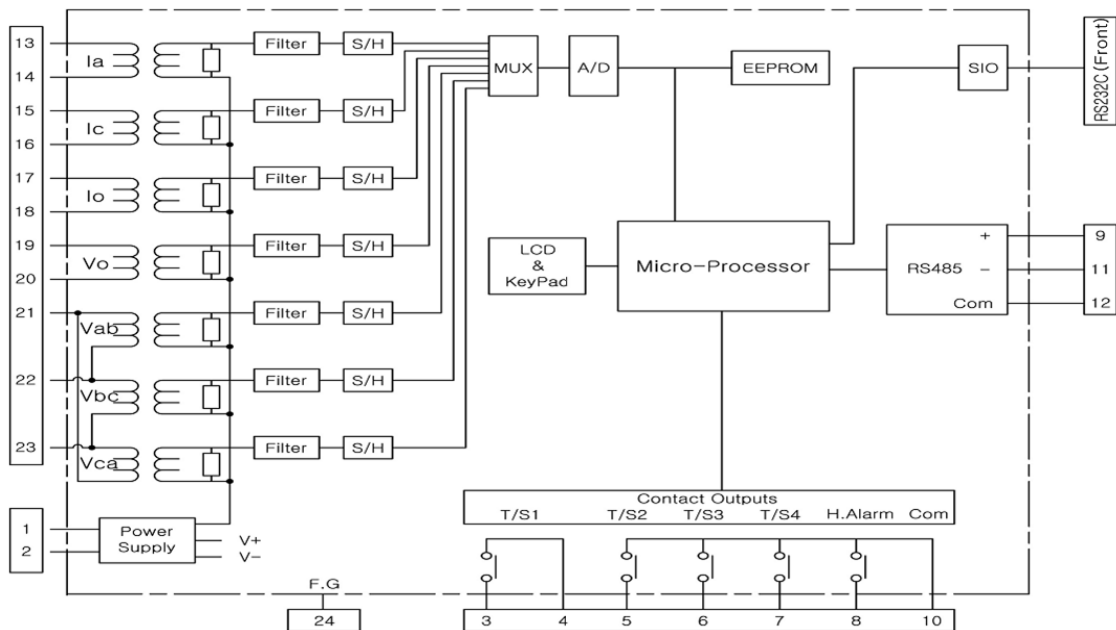 13
Ia
14
Filter
S/H
MUX
A/D
EEPROM
SIO
RS232C (Front)
15
Ic
16
Filter
S/H
17
Io
18
Filter
S/H
19
Vo
20
Filter
S/H
LCD
&
KeyPad
Micro-Processor
RS485
+
-
Com
9
11
12
21
Vab
Filter
S/H
22
Vbc
Filter
S/H
23
Vca
Filter
S/H
1
2
Power
Supply
V+
V-
Contact Outputs
T/S1 T/S2 T/S3 T/S4 H.Alarm Com
F.G
24
3 4 5 6 7 8 10